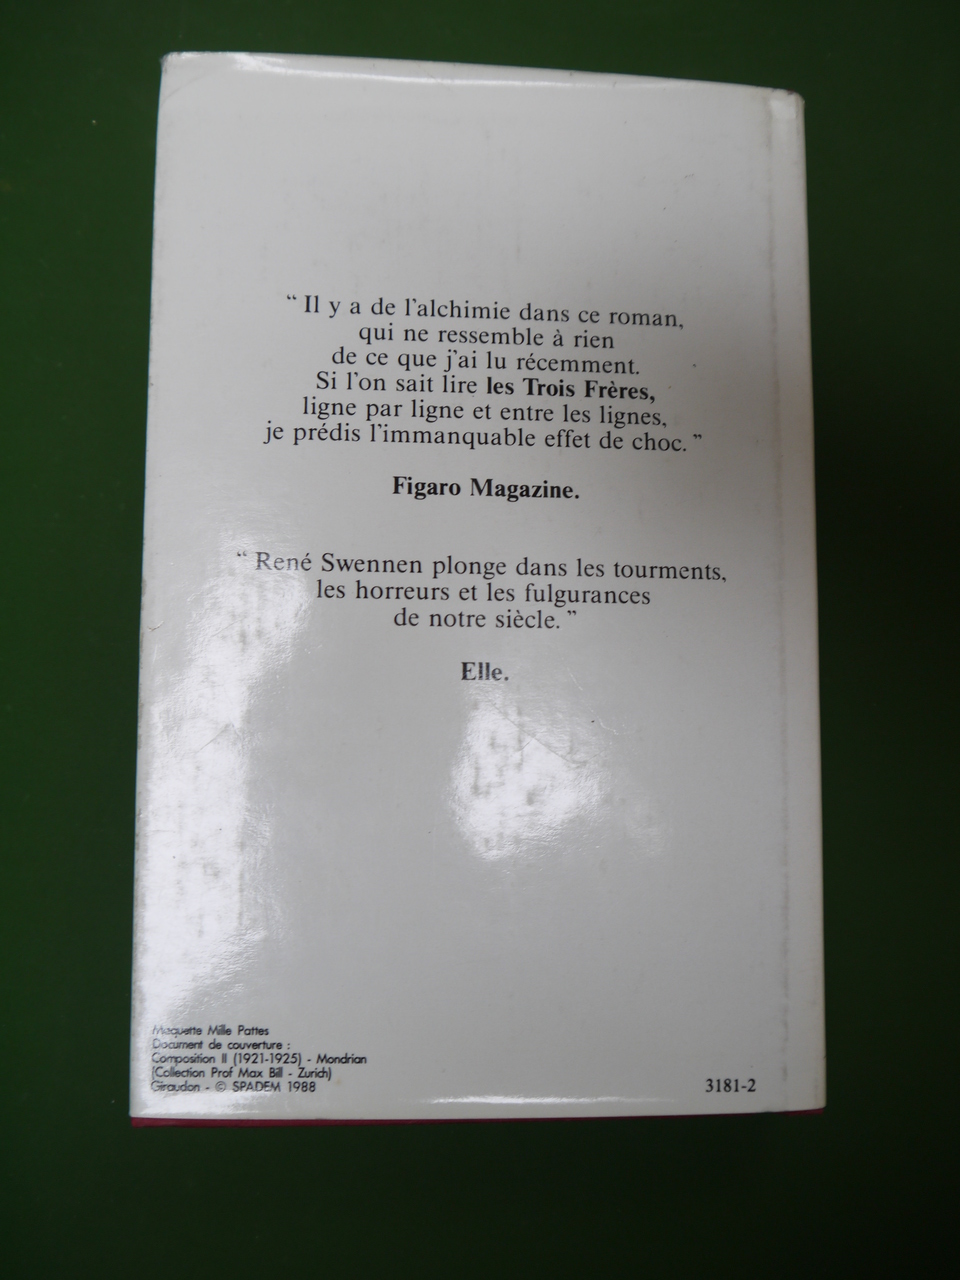 “ Il y a de l'alchimie dans ce roman,
qui ne ressemble à rien
de ce que j'ai lu récemment.
Si l'on sait lire les Trois Frères,
ligne par ligne et entre les lignes,
je prédis l'immanquable effet de choc. ”
Figaro Magazine.
“ René Swennen plonge dans les tourments,
les horreurs et les fulgurances
de notre siècle. ”
Elle.
Maquette Mille Pattes
Document de couverture :
Composition II (1921-1925) - Mondrian
(Collection Prof Max Bill - Zurich)
Giraudon - © SPADEM 1988
3181-2